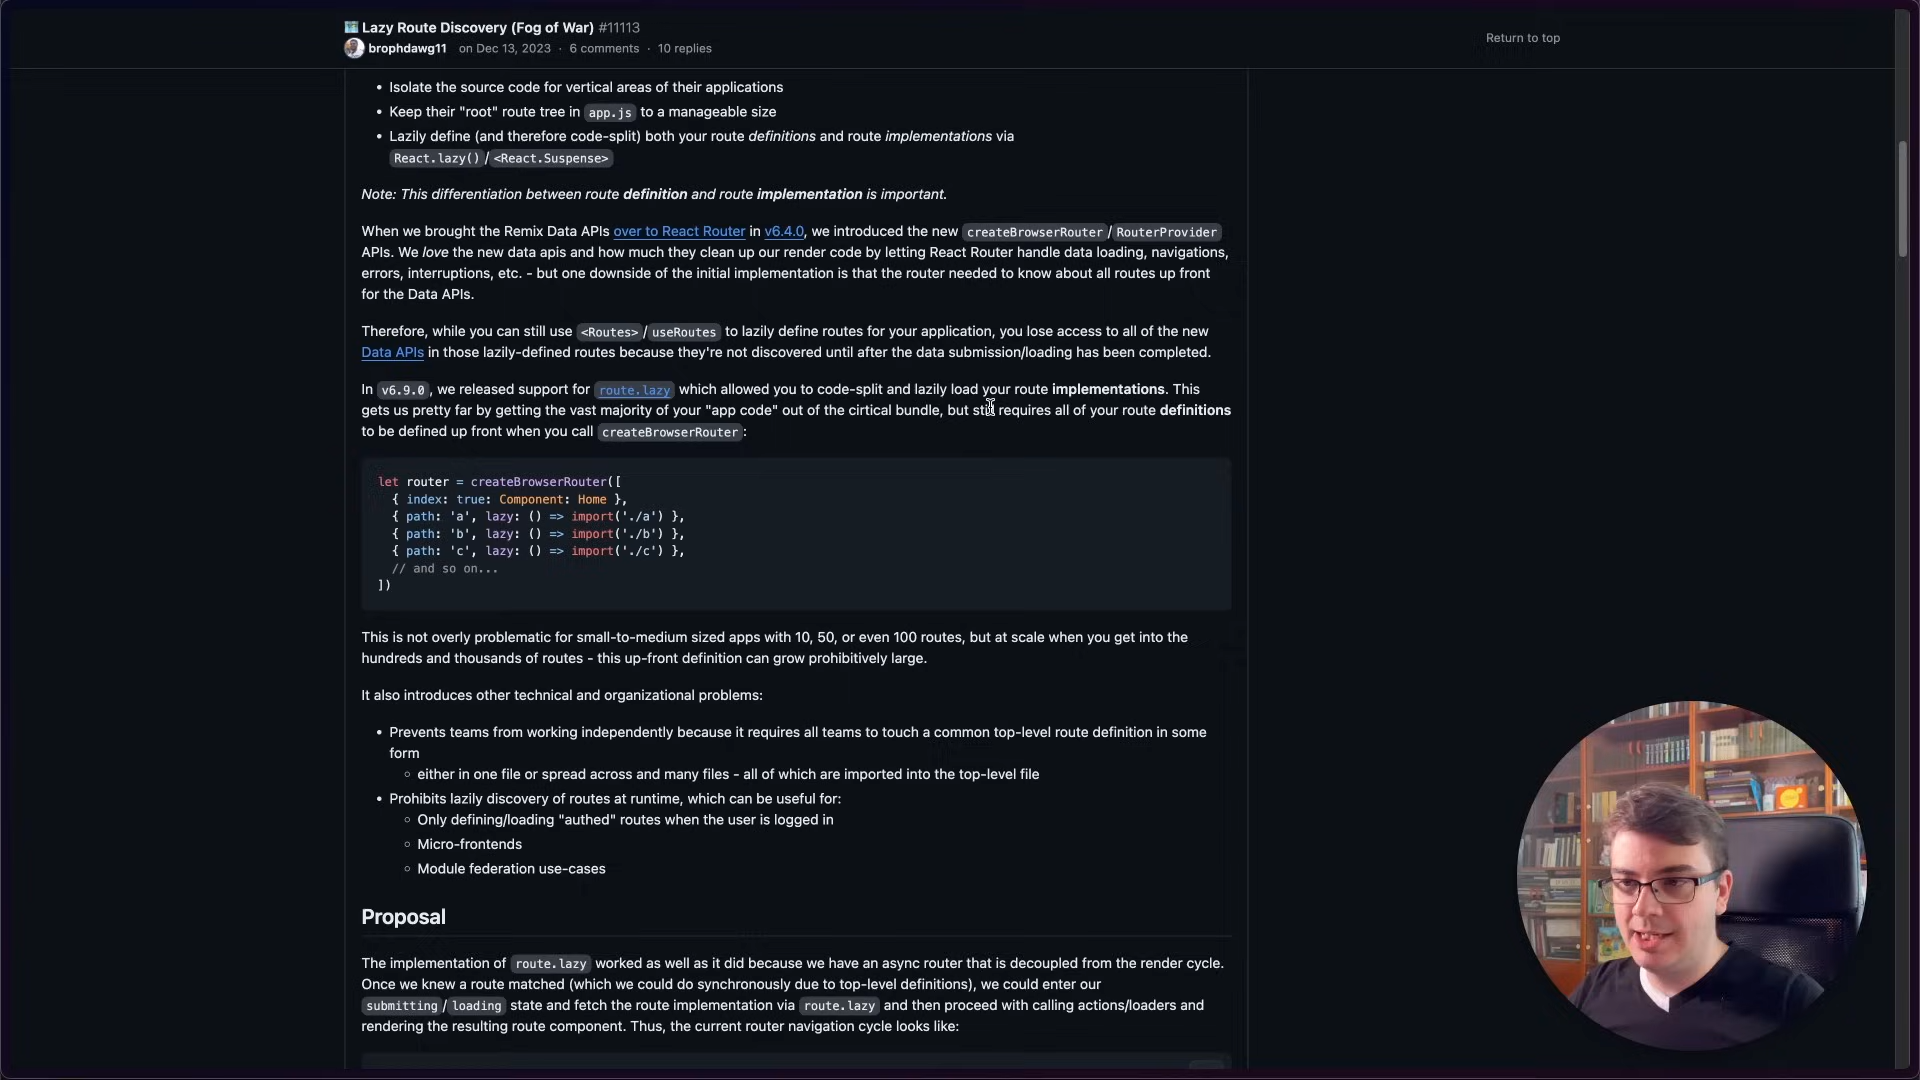 Lazy Route Discovery (Fog of War) #11113
brophdawg11 on Dec 13, 2023 · 6 comments · 10 replies
Return to top
• Isolate the source code for vertical areas of their applications
• Keep their "root" route tree in app.js to a manageable size
• Lazily define (and therefore code-split) both your route definitions and route implementations via
React.lazy()/<React.Suspense>
Note: This differentiation between route definition and route implementation is important.
When we brought the Remix Data APIs over to React Router in v6.4.0, we introduced the new createBrowserRouter/RouterProvider
APIs. We love the new data apis and how much they clean up our render code by letting React Router handle data loading, navigations,
errors, interruptions, etc. - but one downside of the initial implementation is that the router needed to know about all routes up front
for the Data APIs.
Therefore, while you can still use <Routes>/useRoutes to lazily define routes for your application, you lose access to all of the new
Data APIs in those lazily-defined routes because they're not discovered until after the data submission/loading has been completed.
In v6.9.0, we released support for route.lazy which allowed you to code-split and lazily load your route implementations. This
gets us pretty far by getting the vast majority of your "app code" out of the cirtical bundle, but still requires all of your route definitions
to be defined up front when you call createBrowserRouter:
let router = createBrowserRouter([
{ index: true: Component: Home },
{ path: 'a', lazy: () => import('./a') },
{ path: 'b', lazy: () => import('./b') },
{ path: 'c', lazy: () => import('./c') },
// and so on...
])
This is not overly problematic for small-to-medium sized apps with 10, 50, or even 100 routes, but at scale when you get into the
hundreds and thousands of routes - this up-front definition can grow prohibitively large.
It also introduces other technical and organizational problems:
• Prevents teams from working independently because it requires all teams to touch a common top-level route definition in some
form
◦ either in one file or spread across and many files - all of which are imported into the top-level file
• Prohibits lazily discovery of routes at runtime, which can be useful for:
◦ Only defining/loading "authed" routes when the user is logged in
◦ Micro-frontends
◦ Module federation use-cases
Proposal
The implementation of route.lazy worked as well as it did because we have an async router that is decoupled from the render cycle.
Once we knew a route matched (which we could do synchronously due to top-level definitions), we could enter our
submitting/loading state and fetch the route implementation via route.lazy and then proceed with calling actions/loaders and
rendering the resulting route component. Thus, the current router navigation cycle looks like: